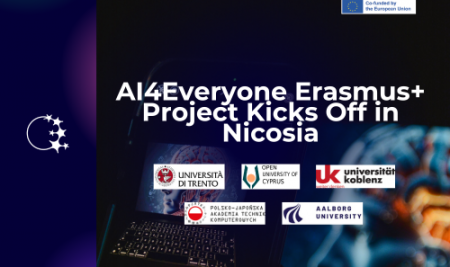 Co-funded by
the European Union
AI4Everyone Erasmus+
Project Kicks Off in
Nicosia
UNIVERSITÀ
DI TRENTO
OPEN
UNIVERSITY OF
CYPRUS
uk universität
koblenz
POLSKO-JAPOŃSKA
AKADEMIA TECHNIK
KOMPUTEROWYCH
AALBORG
UNIVERSITY